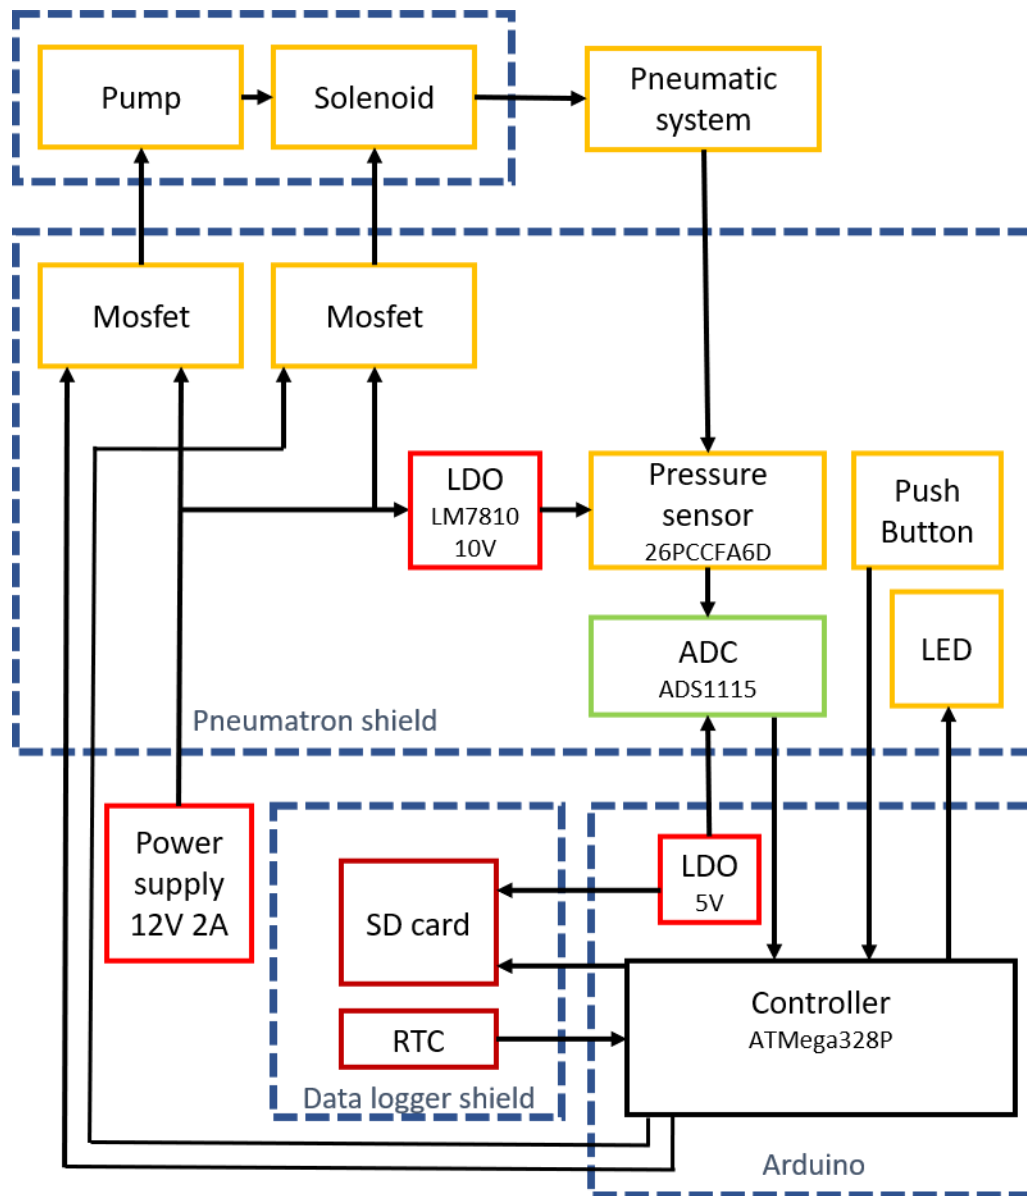 Pump
Solenoid
Pneumatic
system
Mosfet
Mosfet
LDO
LM7810
10V
Pressure
sensor
26PCCFA6D
Push
Button
ADC
ADS1115
LED
Pneumatron shield
Power
supply
12V 2A
SD card
RTC
Data logger shield
LDO
5V
Controller
ATMega328P
Arduino